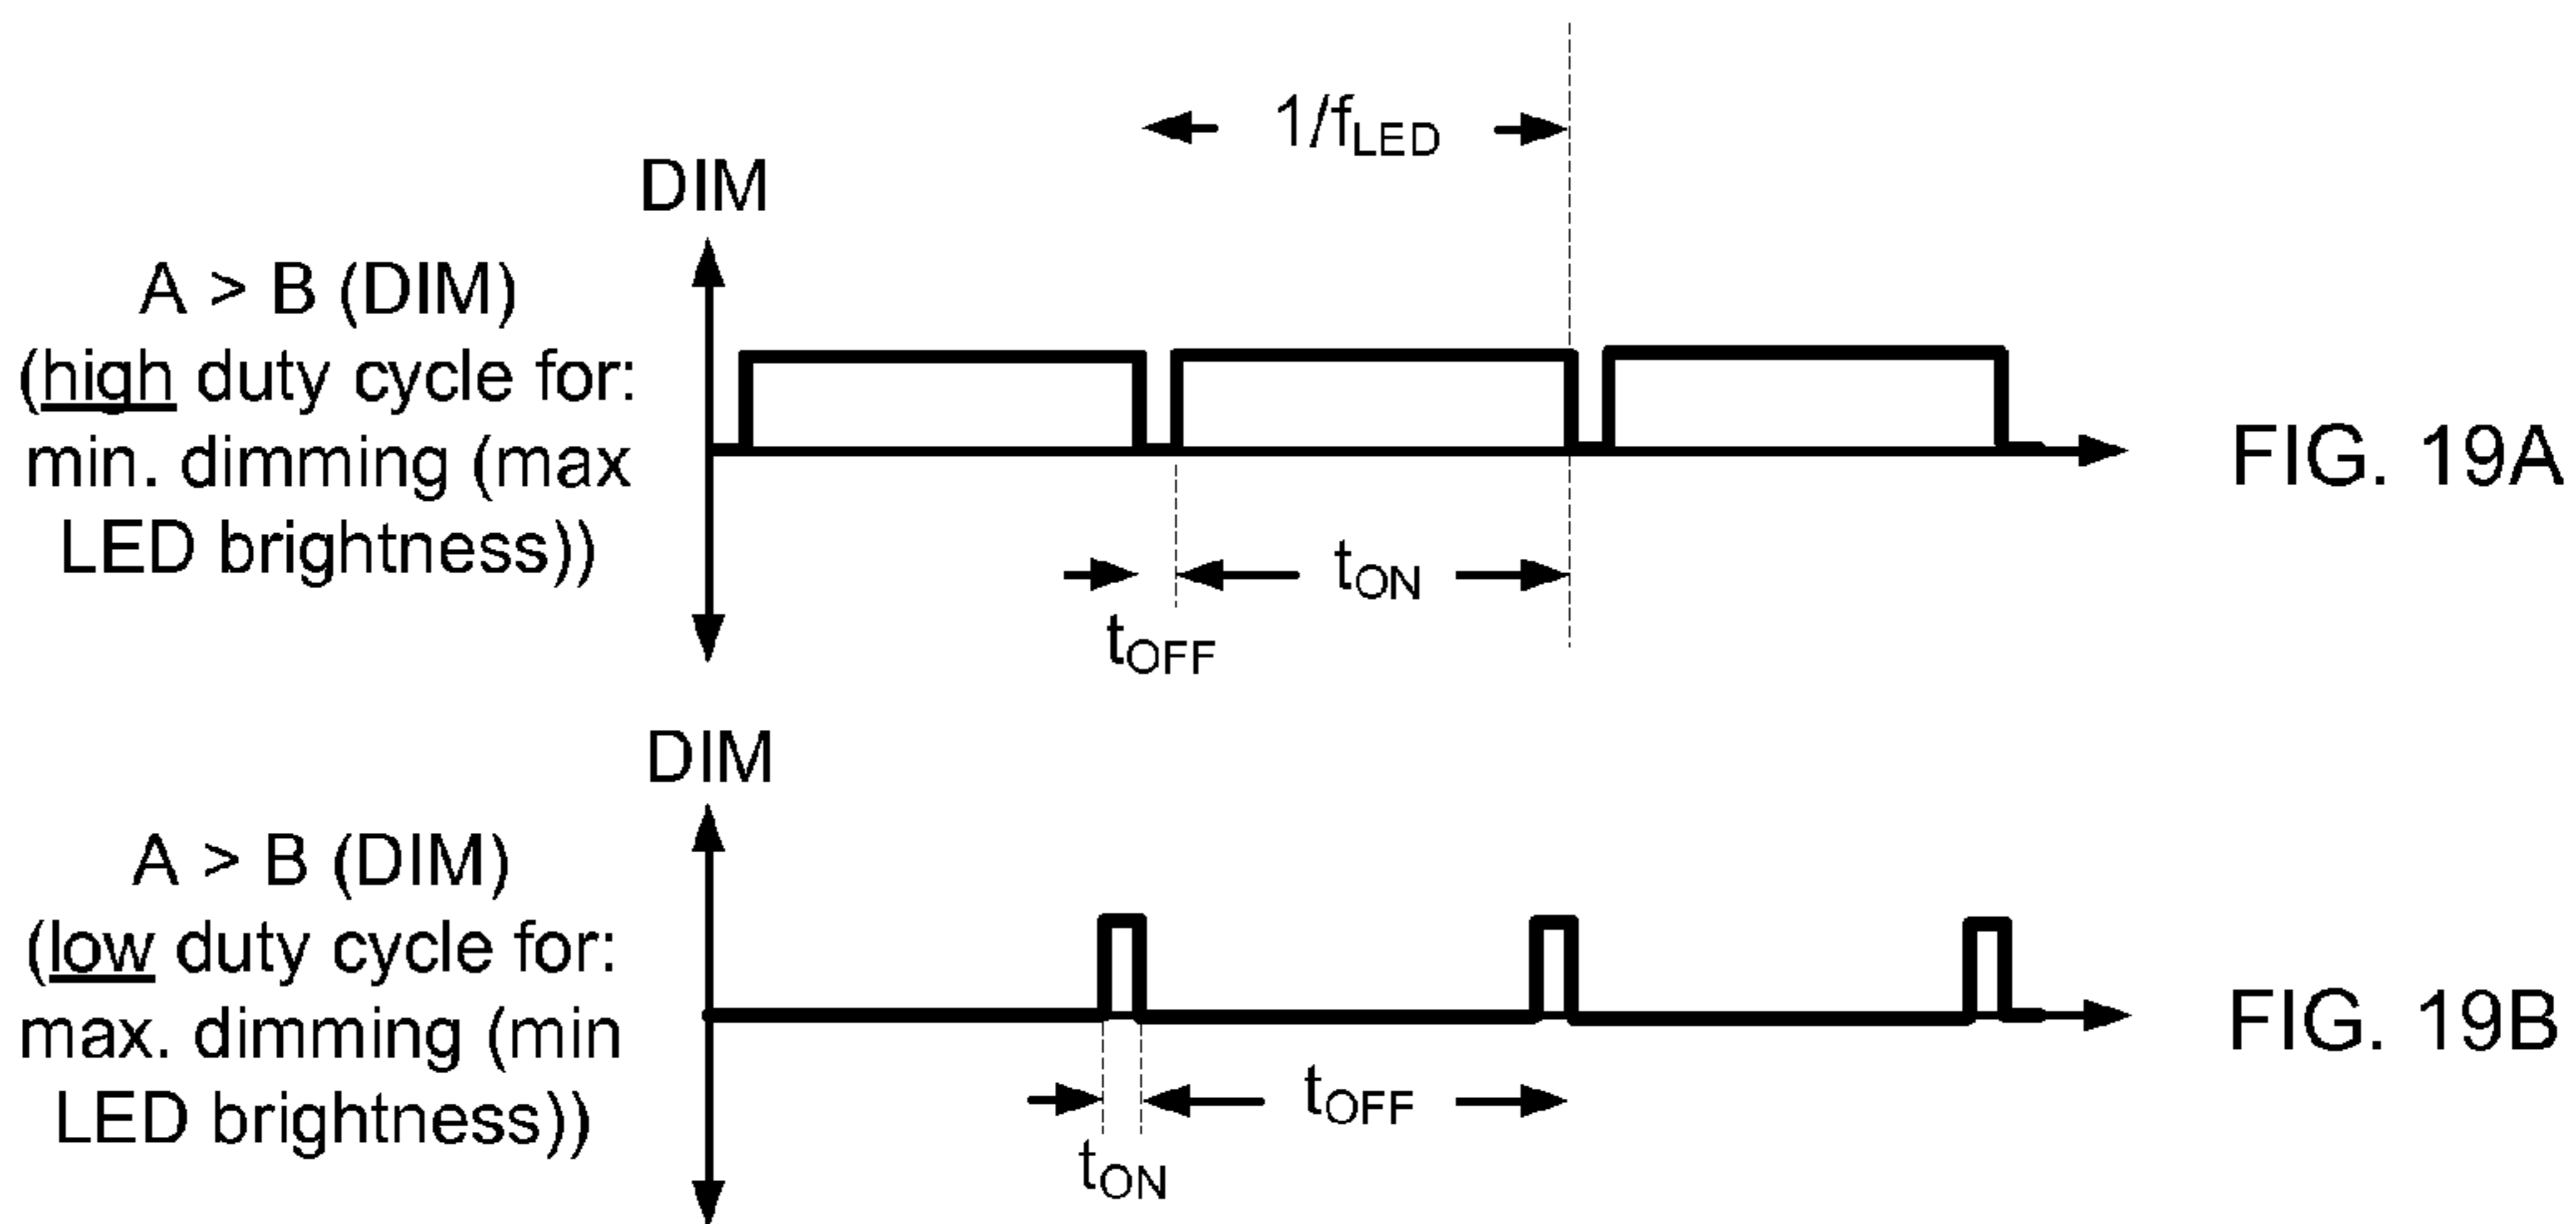 1/fLED
DIM
A > B (DIM)
(high duty cycle for:
min. dimming (max
LED brightness))
FIG. 19A
tON
tOFF
DIM
A > B (DIM)
(low duty cycle for:
max. dimming (min
LED brightness))
FIG. 19B
tOFF
tON